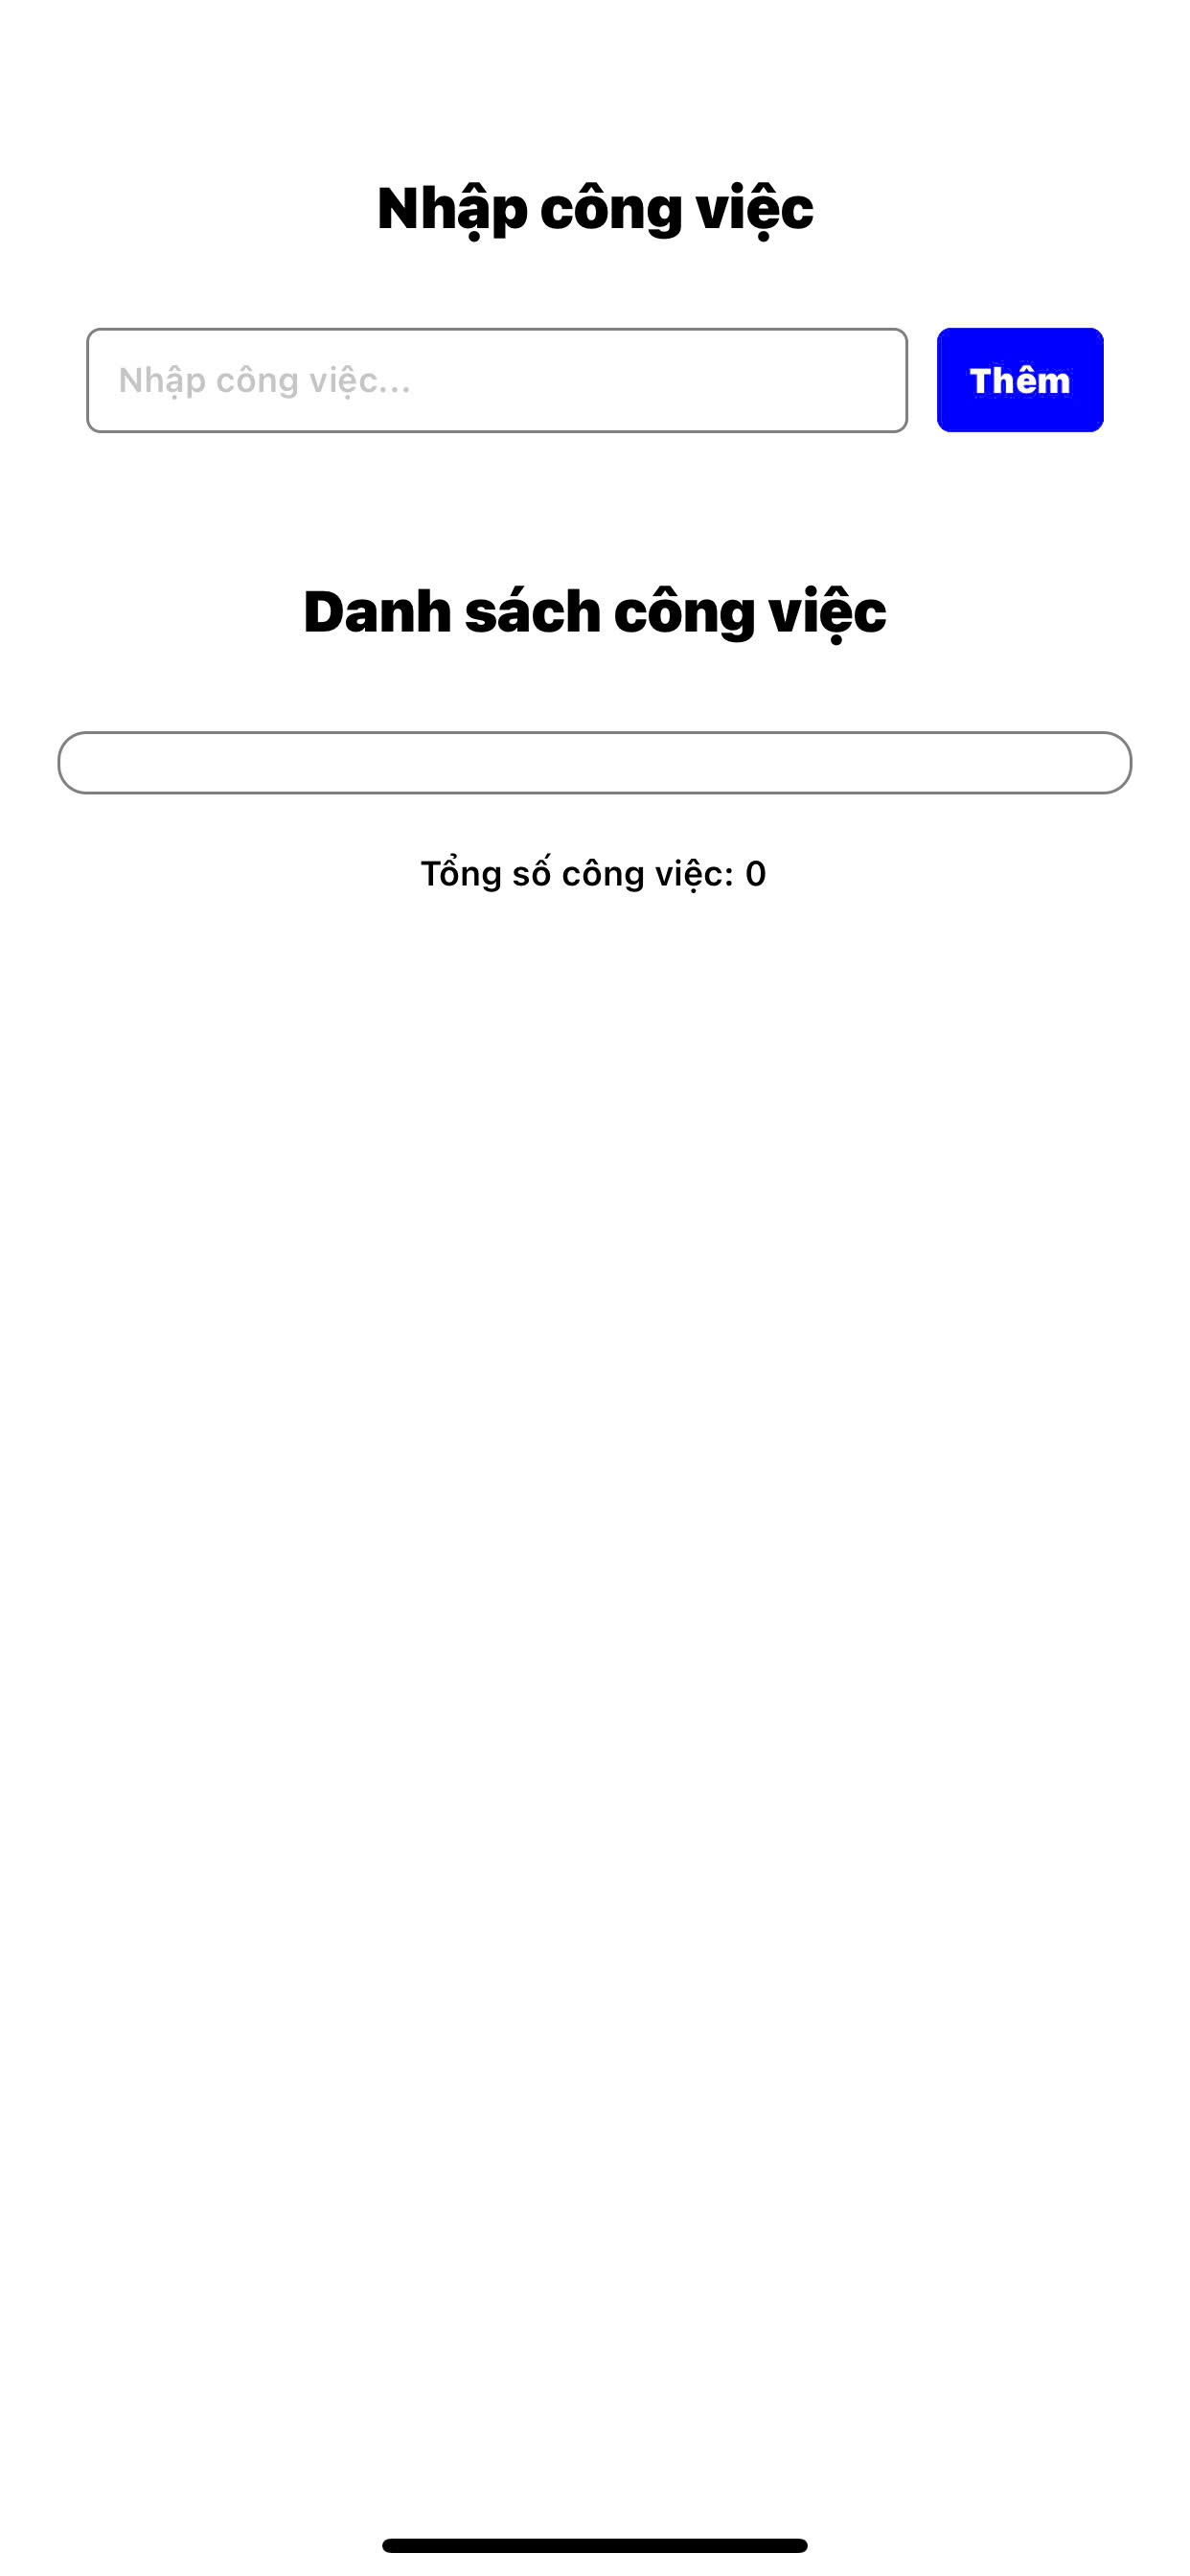 Nhập công việc
Nhập công việc...
Thêm
Danh sách công việc
Tổng số công việc: 0